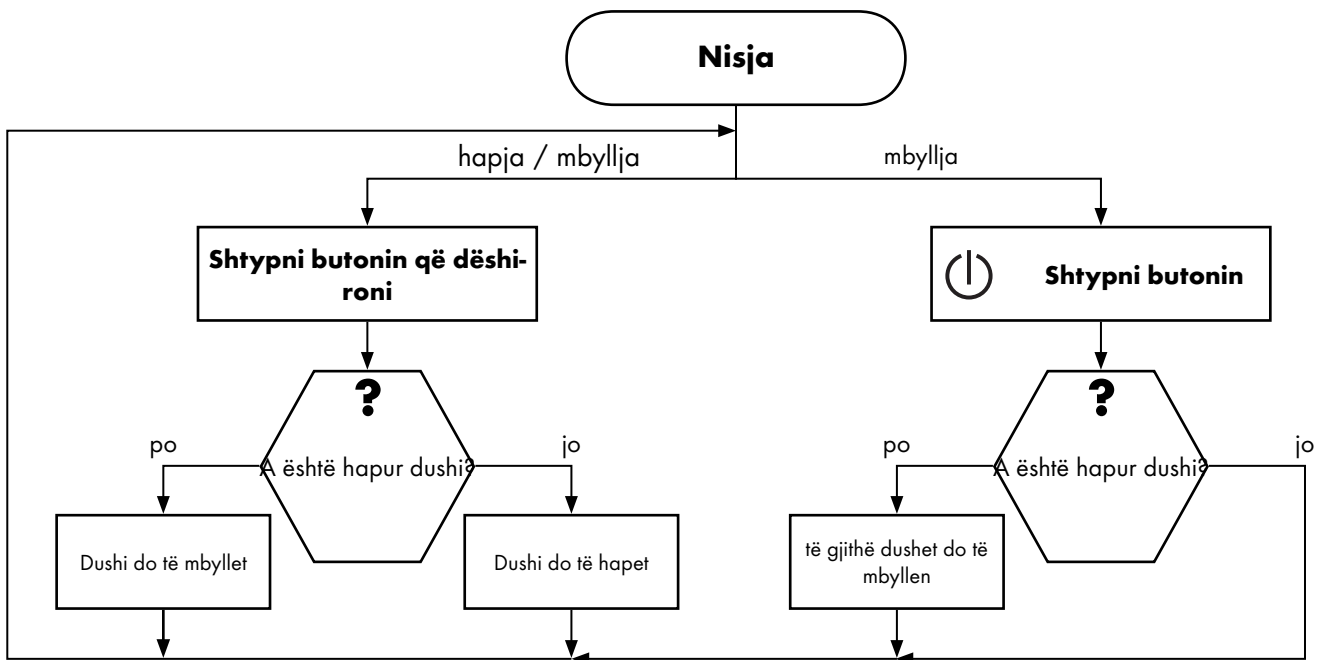 Nisja
hapja / mbyllja
mbyllja
Shtypni butonin që dëshi-
roni
Shtypni butonin
?
?
po
jo
po
jo
A është hapur dushi?
A është hapur dushi?
Dushi do të mbyllet
Dushi do të hapet
të gjithë dushet do të
mbyllen